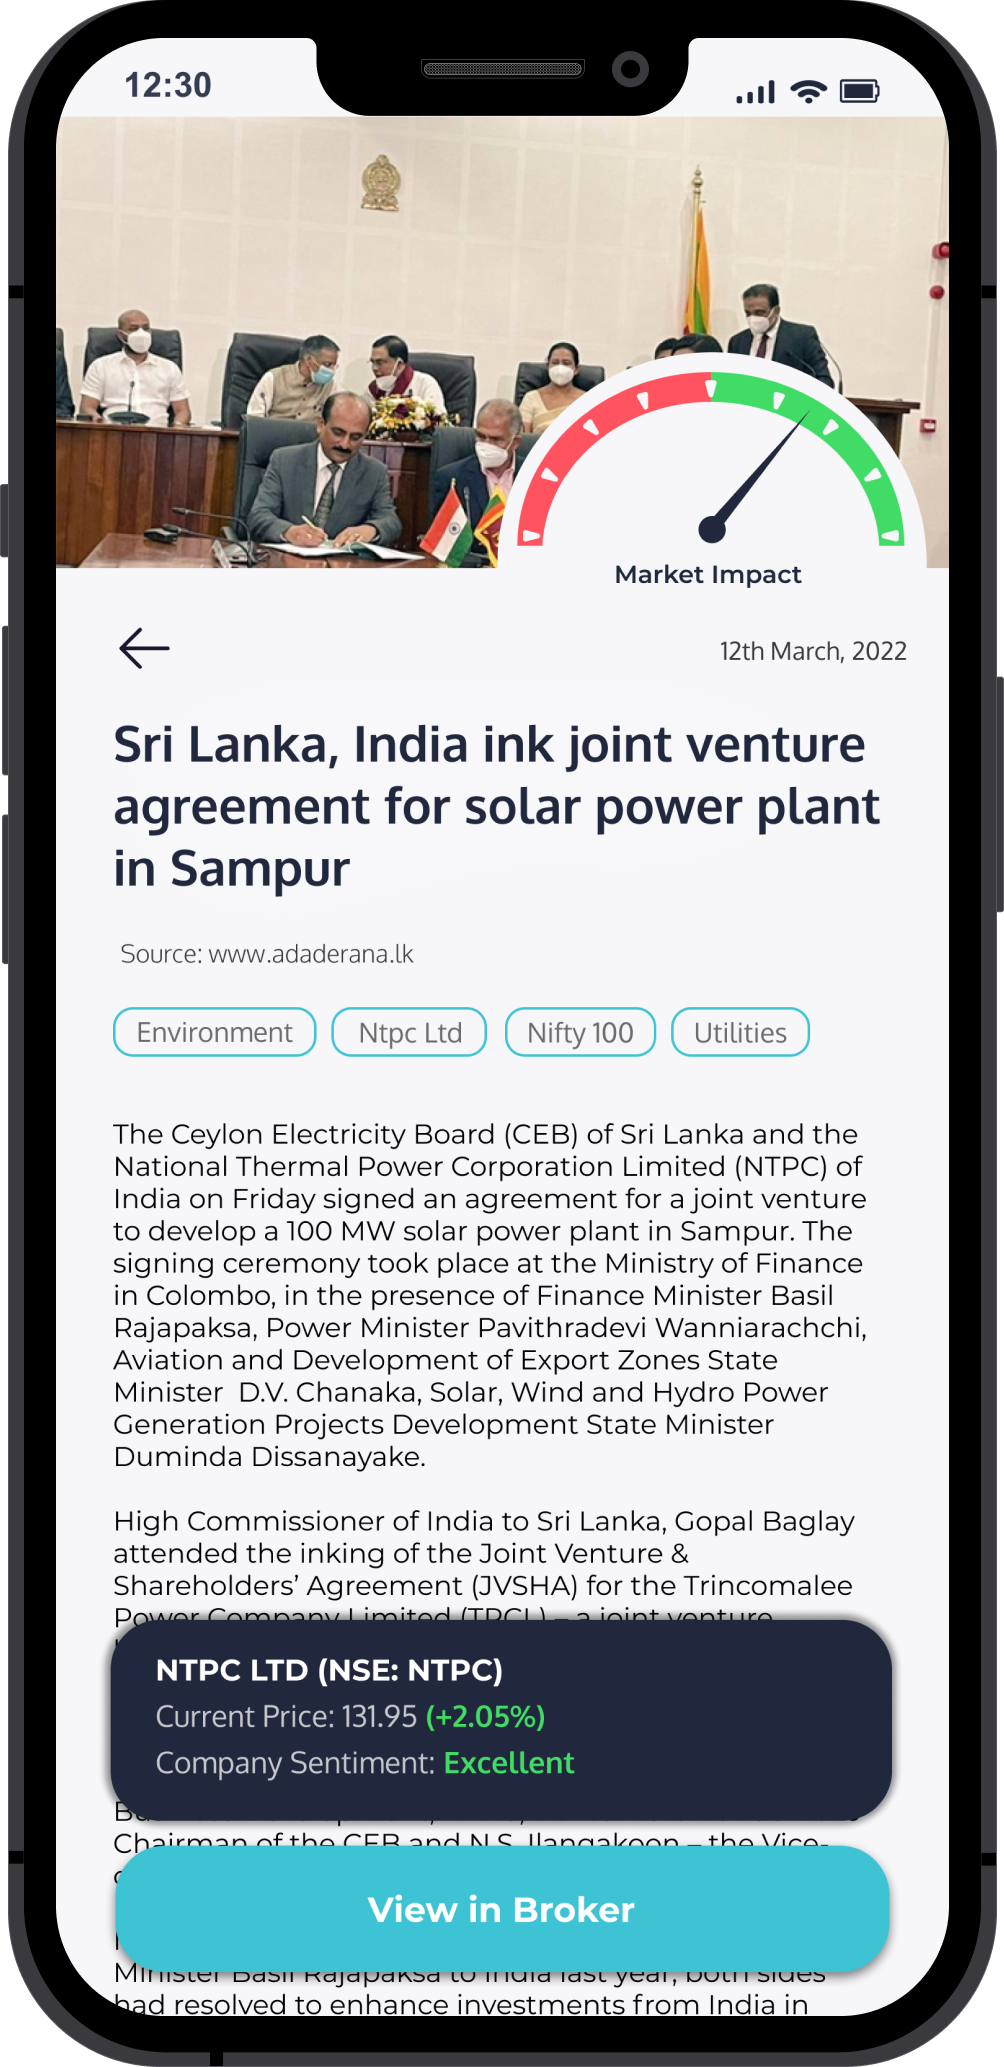 12:30
Market Impact
12th March, 2022
Sri Lanka, India ink joint venture
agreement for solar power plant
in Sampur
Source: www.adaderana.lk
Environment
Ntpc Ltd
Nifty 100
Utilities
The Ceylon Electricity Board (CEB) of Sri Lanka and the
National Thermal Power Corporation Limited (NTPC) of
India on Friday signed an agreement for a joint venture
to develop a 100 MW solar power plant in Sampur. The
signing ceremony took place at the Ministry of Finance
in Colombo, in the presence of Finance Minister Basil
Rajapaksa, Power Minister Pavithradevi Wanniarachchi,
Aviation and Development of Export Zones State
Minister  D.V. Chanaka, Solar, Wind and Hydro Power
Generation Projects Development State Minister
Duminda Dissanayake.
High Commissioner of India to Sri Lanka, Gopal Baglay
attended the inking of the Joint Venture &
Shareholders’ Agreement (JVSHA) for the Trincomalee
Power Company Limited (TPCL) – a joint venture
NTPC LTD (NSE: NTPC)
Current Price: 131.95 (+2.05%)
Company Sentiment: Excellent
Chairman of the CEB and N.S. Ilangakoon – the Vice-
View in Broker
Minister Basil Rajapaksa to India last year, both sides
had resolved to enhance investments from India in